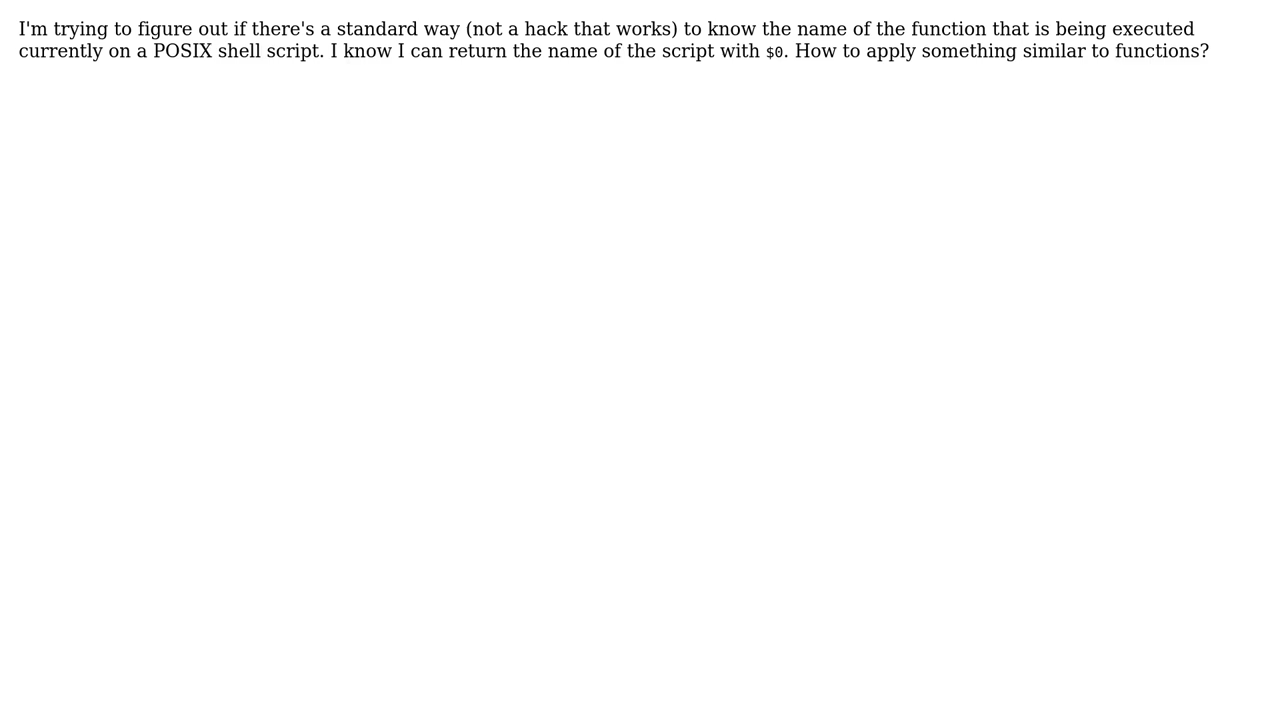 I'm trying to figure out if there's a standard way (not a hack that works) to know the name of the function that is being executed
currently on a POSIX shell script. I know I can return the name of the script with $0. How to apply something similar to functions?